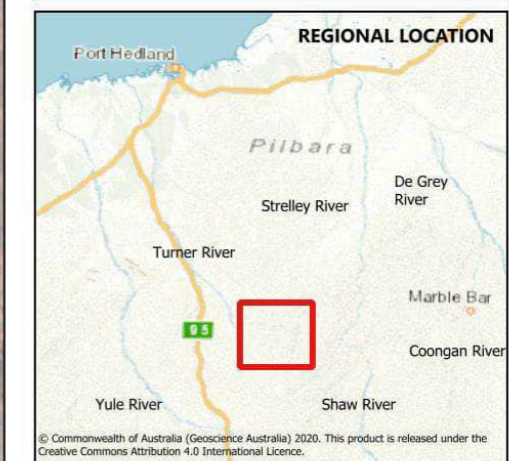 REGIONAL LOCATION
Port Hedland
Pilbara
De Grey
River
Strelley River
Turner River
Marble Bar
95
Coongan River
Yule River
Shaw River
© Commonwealth of Australia (Geoscience Australia) 2020. This product is released under the
Creative Commons Attribution 4.0 International Licence.